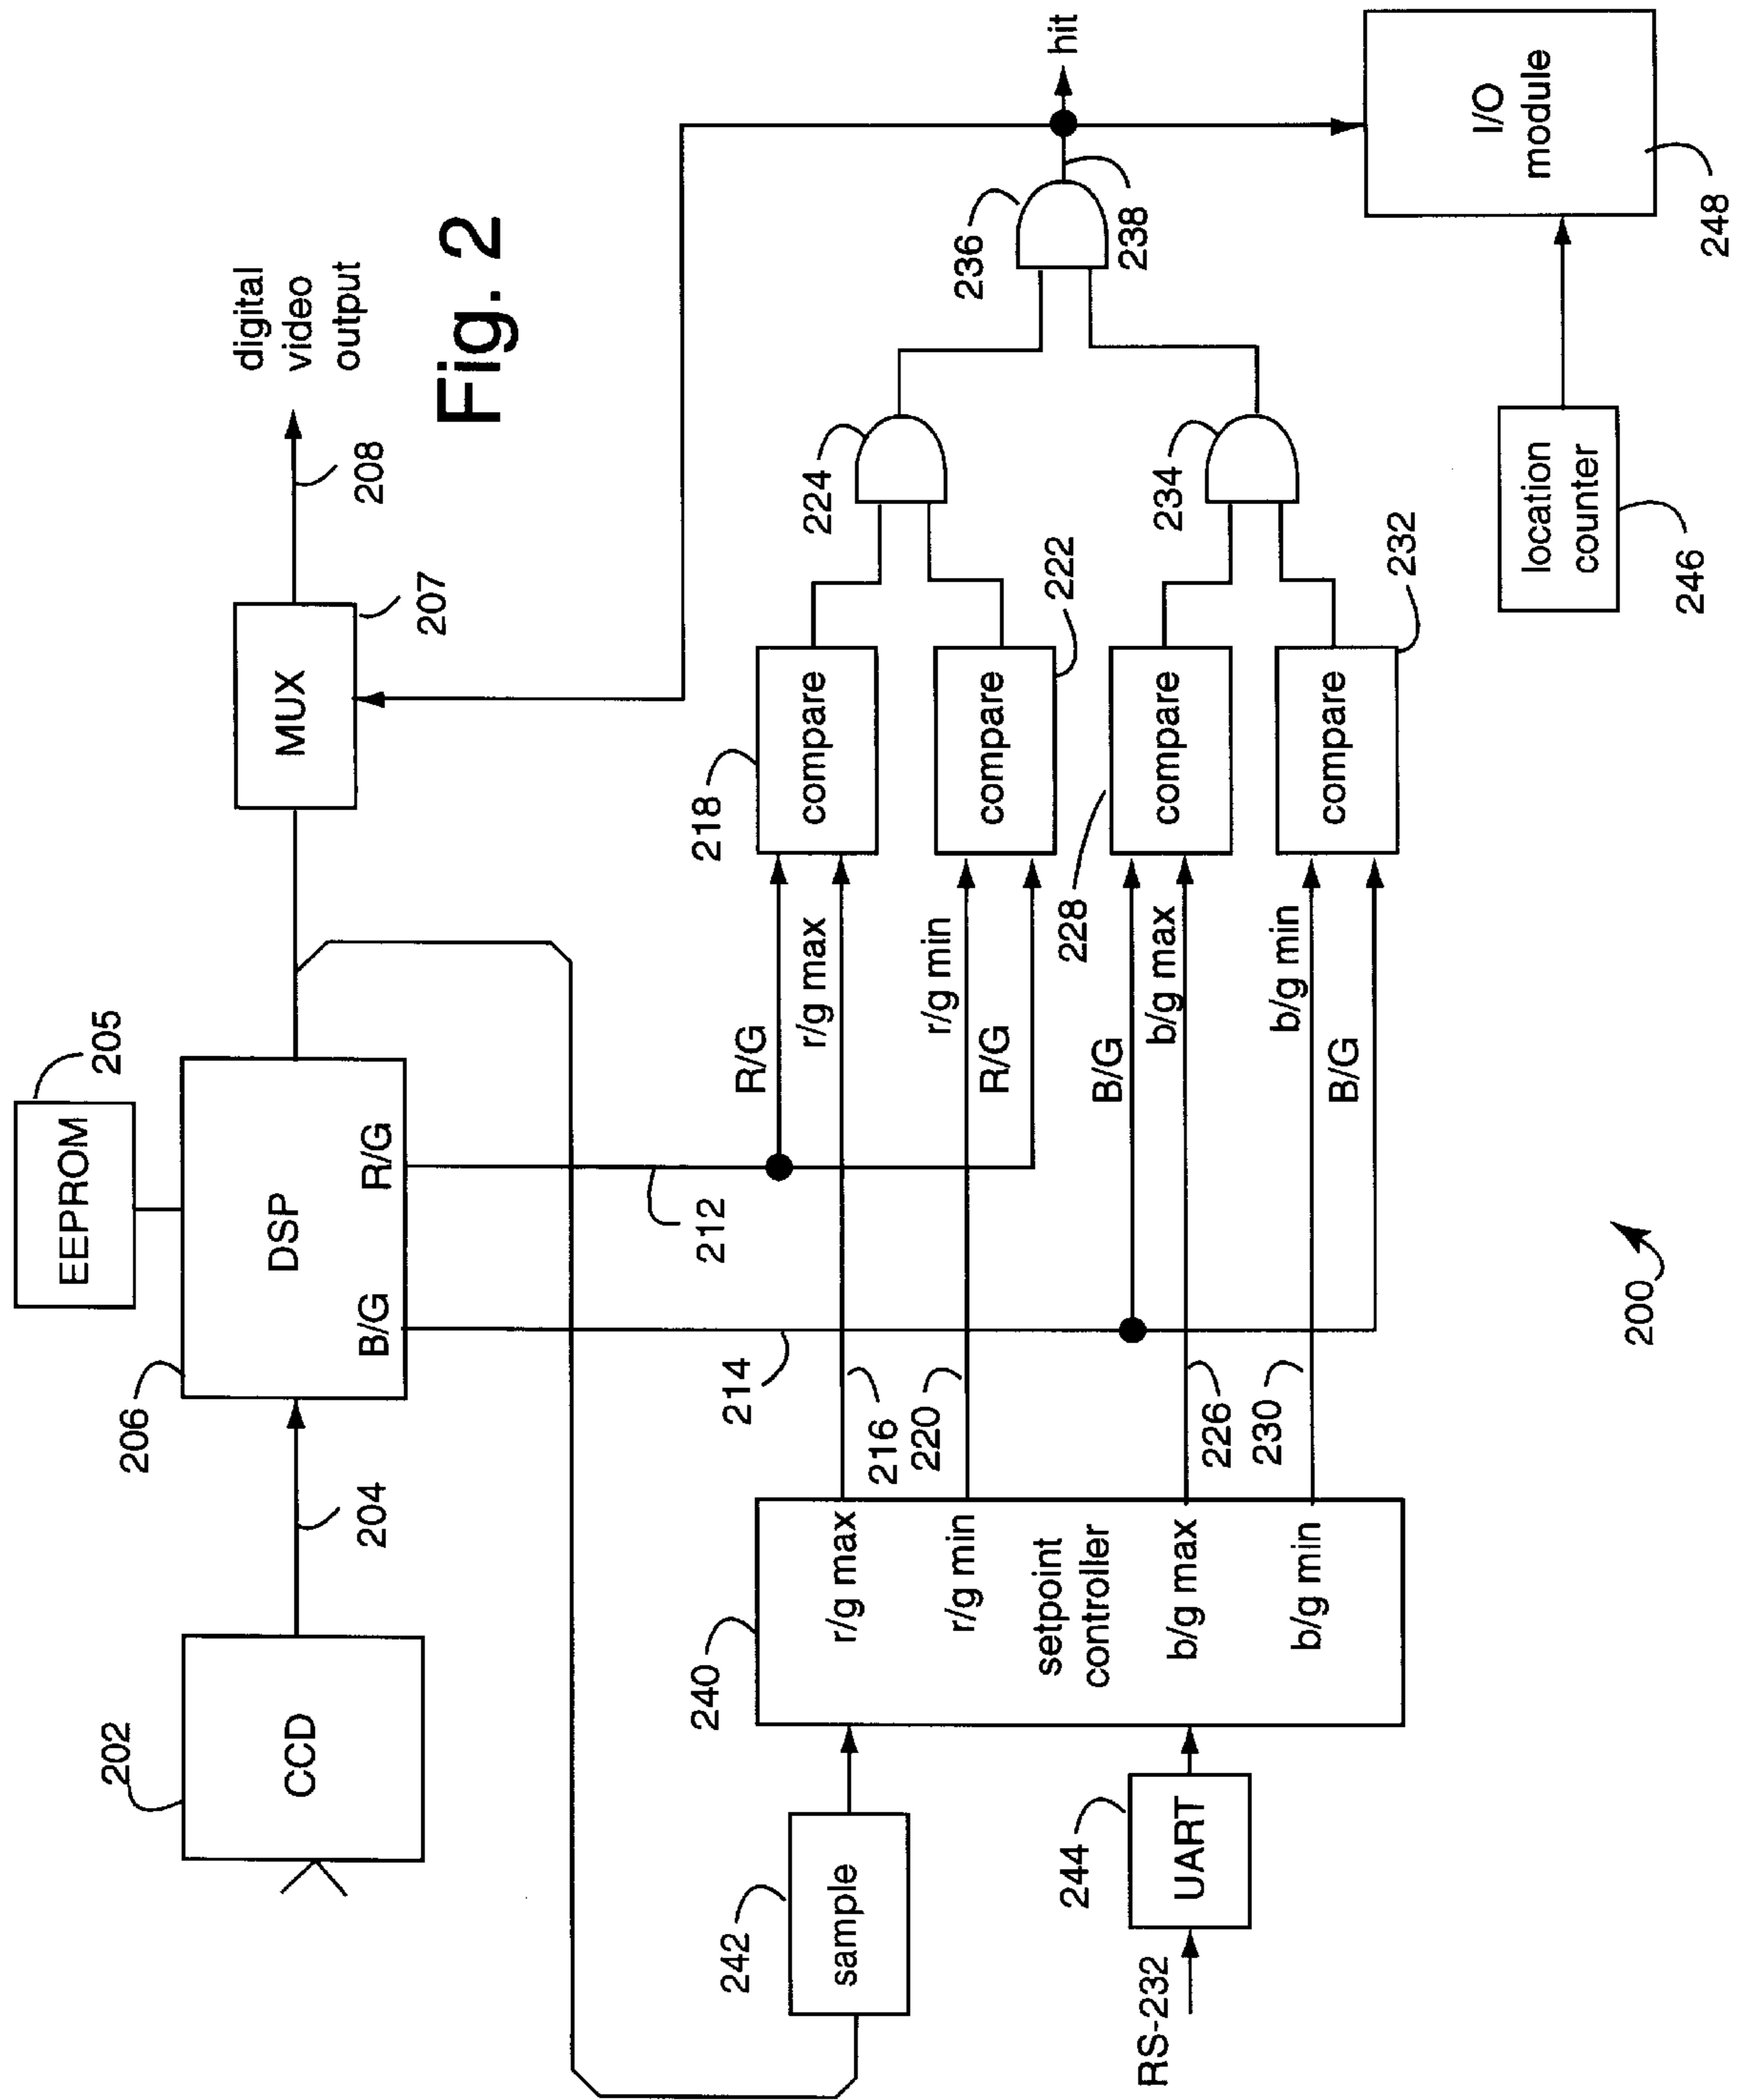 Fig. 2
202
CCD
204
206
DSP
B/G
R/G
205
EEPROM
MUX
207
208
digital
video
output
212
214
242
sample
RS-232
244
UART
240
r/g max
r/g min
setpoint
controller
b/g max
b/g min
216
220
226
230
R/G
r/g max
r/g min
R/G
B/G
b/g max
b/g min
B/G
218
compare
222
compare
228
compare
232
compare
224
234
236
238
hit
location
counter
246
I/O
module
248
200